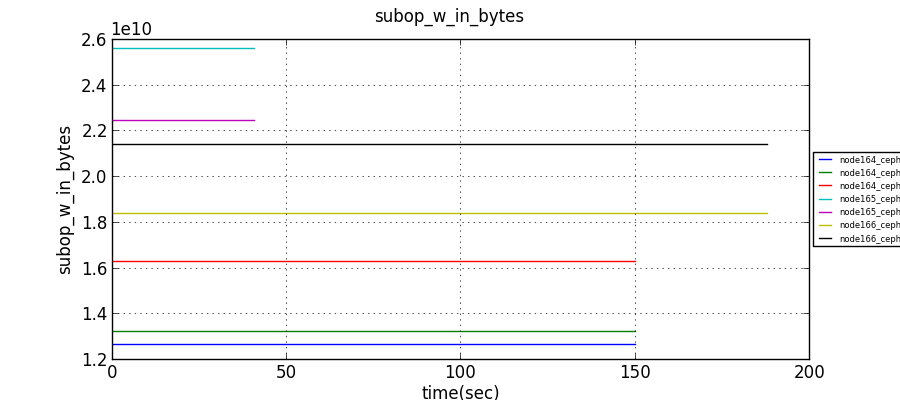 subop_w_in_bytes
1e10
2.6
2.4
2.2
2.0
1.8
1.6
1.4
1.2
subop_w_in_bytes
0 50 100 150 200
time(sec)
node164_ceph
node164_ceph
node164_ceph
node165_ceph
node165_ceph
node166_ceph
node166_ceph